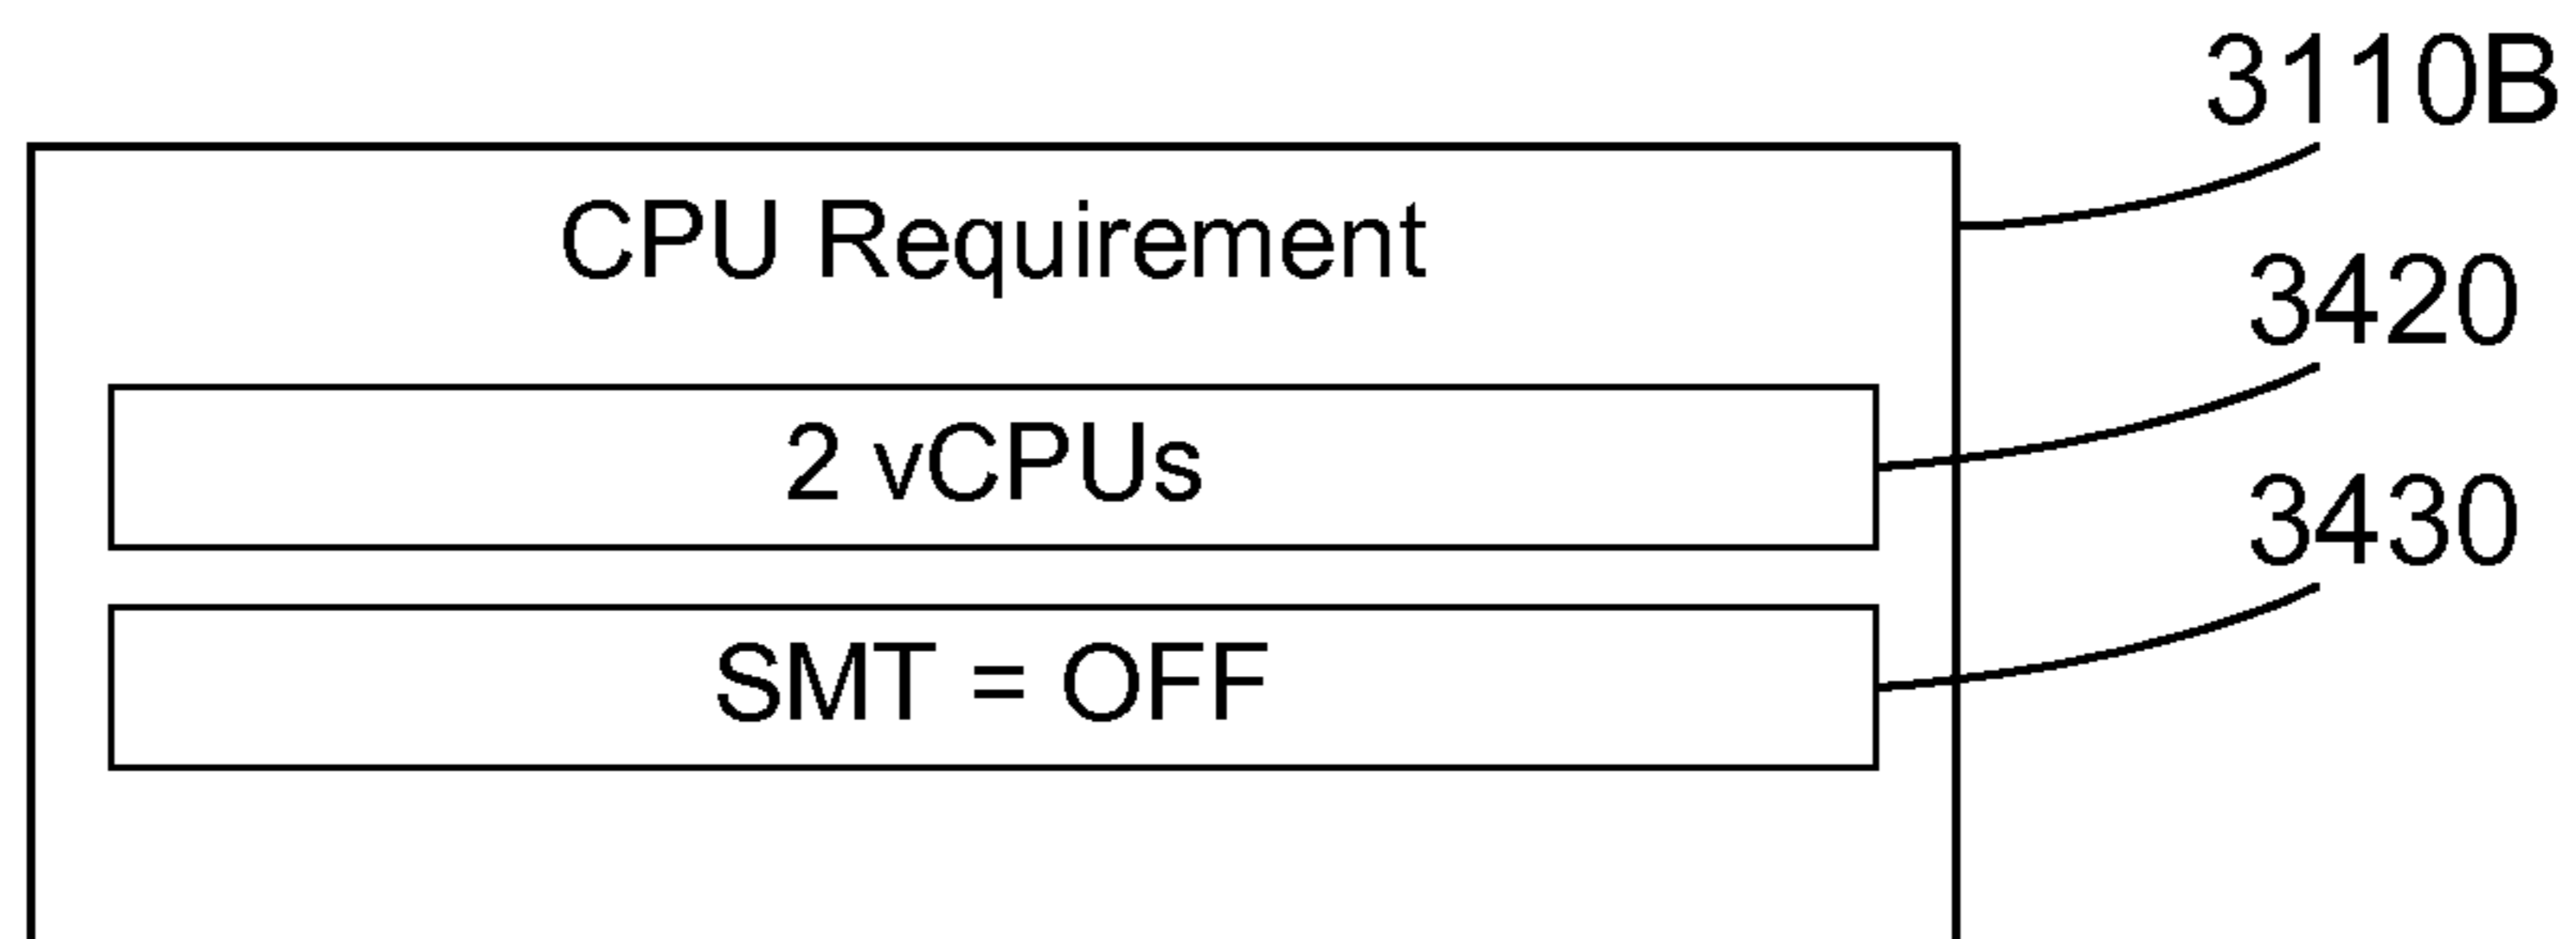 3110B
CPU Requirement
3420
2 vCPUs
3430
SMT = OFF